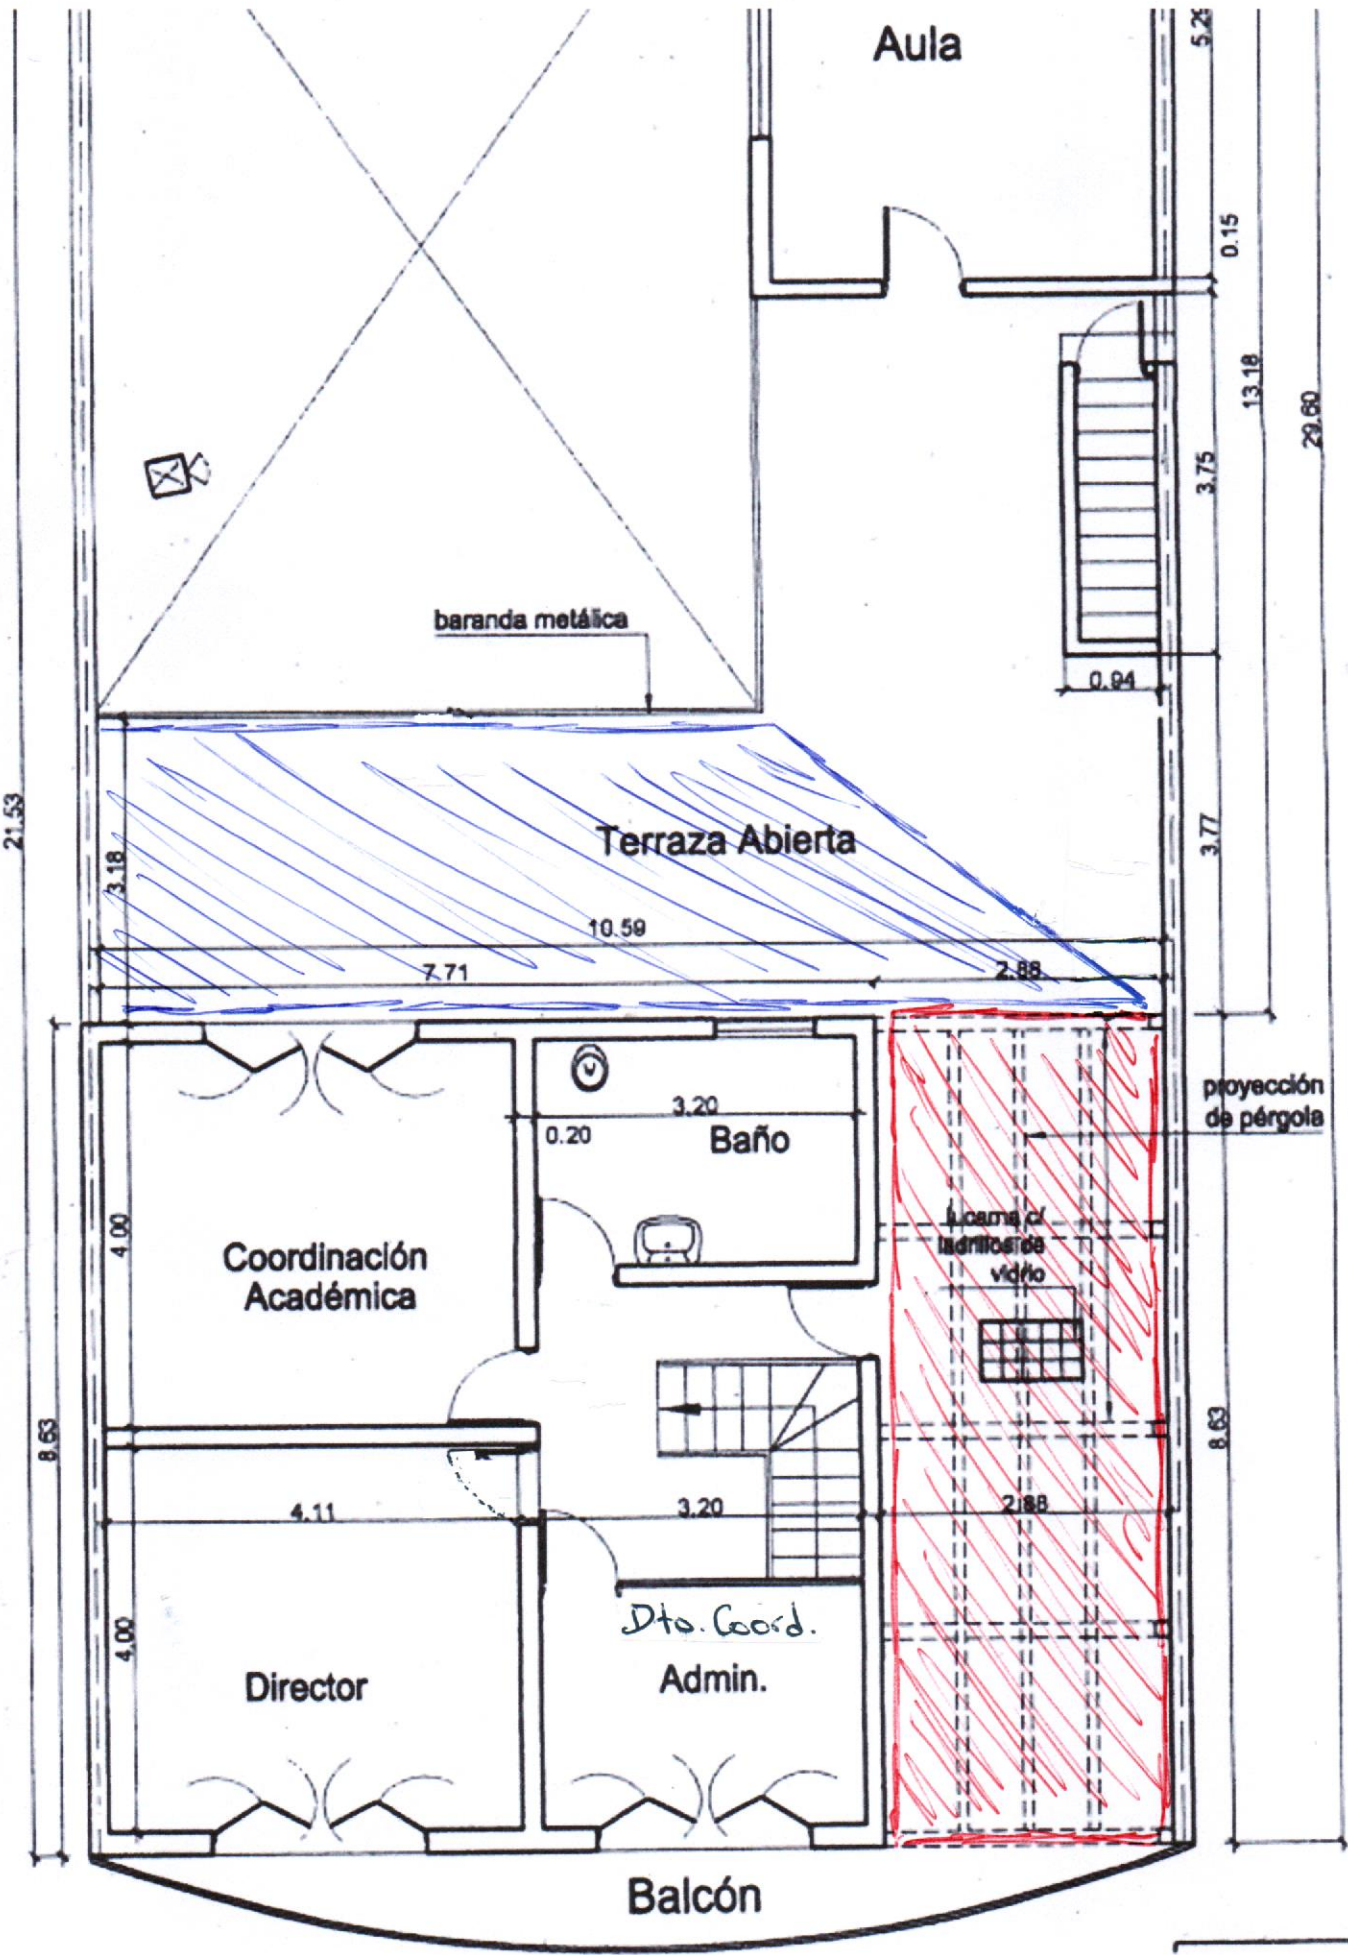 Aula
5.29
0.15
13.18
29.60
3.75
baranda metálica
0.94
21.53
3.18
Terraza Abierta
3.77
10.59
7.71
2.88
proyección
de pérgola
3.20
0.20
Baño
4.00
lucarna c/
ladrillos de
vidrio
Coordinación
Académica
8.63
8.63
4.11
3.20
2.88
4.00
Dto. Coord.
Director
Admin.
Balcón